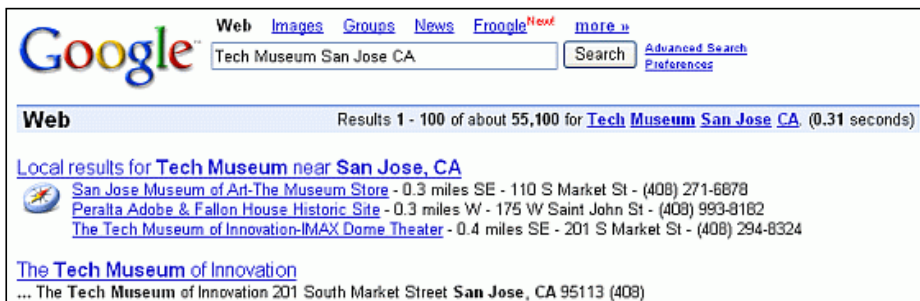 Web Images Groups News Froogle New! more »
Google™
Tech Museum San Jose CA Search Advanced Search
Preferences
Web Results 1 - 100 of about 55,100 for Tech Museum San Jose CA. (0.31 seconds)
Local results for Tech Museum near San Jose, CA
San Jose Museum of Art-The Museum Store - 0.3 miles SE - 110 S Market St - (408) 271-6878
Peralta Adobe & Fallon House Historic Site - 0.3 miles W - 175 W Saint John St - (408) 993-8182
The Tech Museum of Innovation-IMAX Dome Theater - 0.4 miles SE - 201 S Market St - (408) 294-8324
The Tech Museum of Innovation
... The Tech Museum of Innovation 201 South Market Street San Jose, CA 95113 (408)